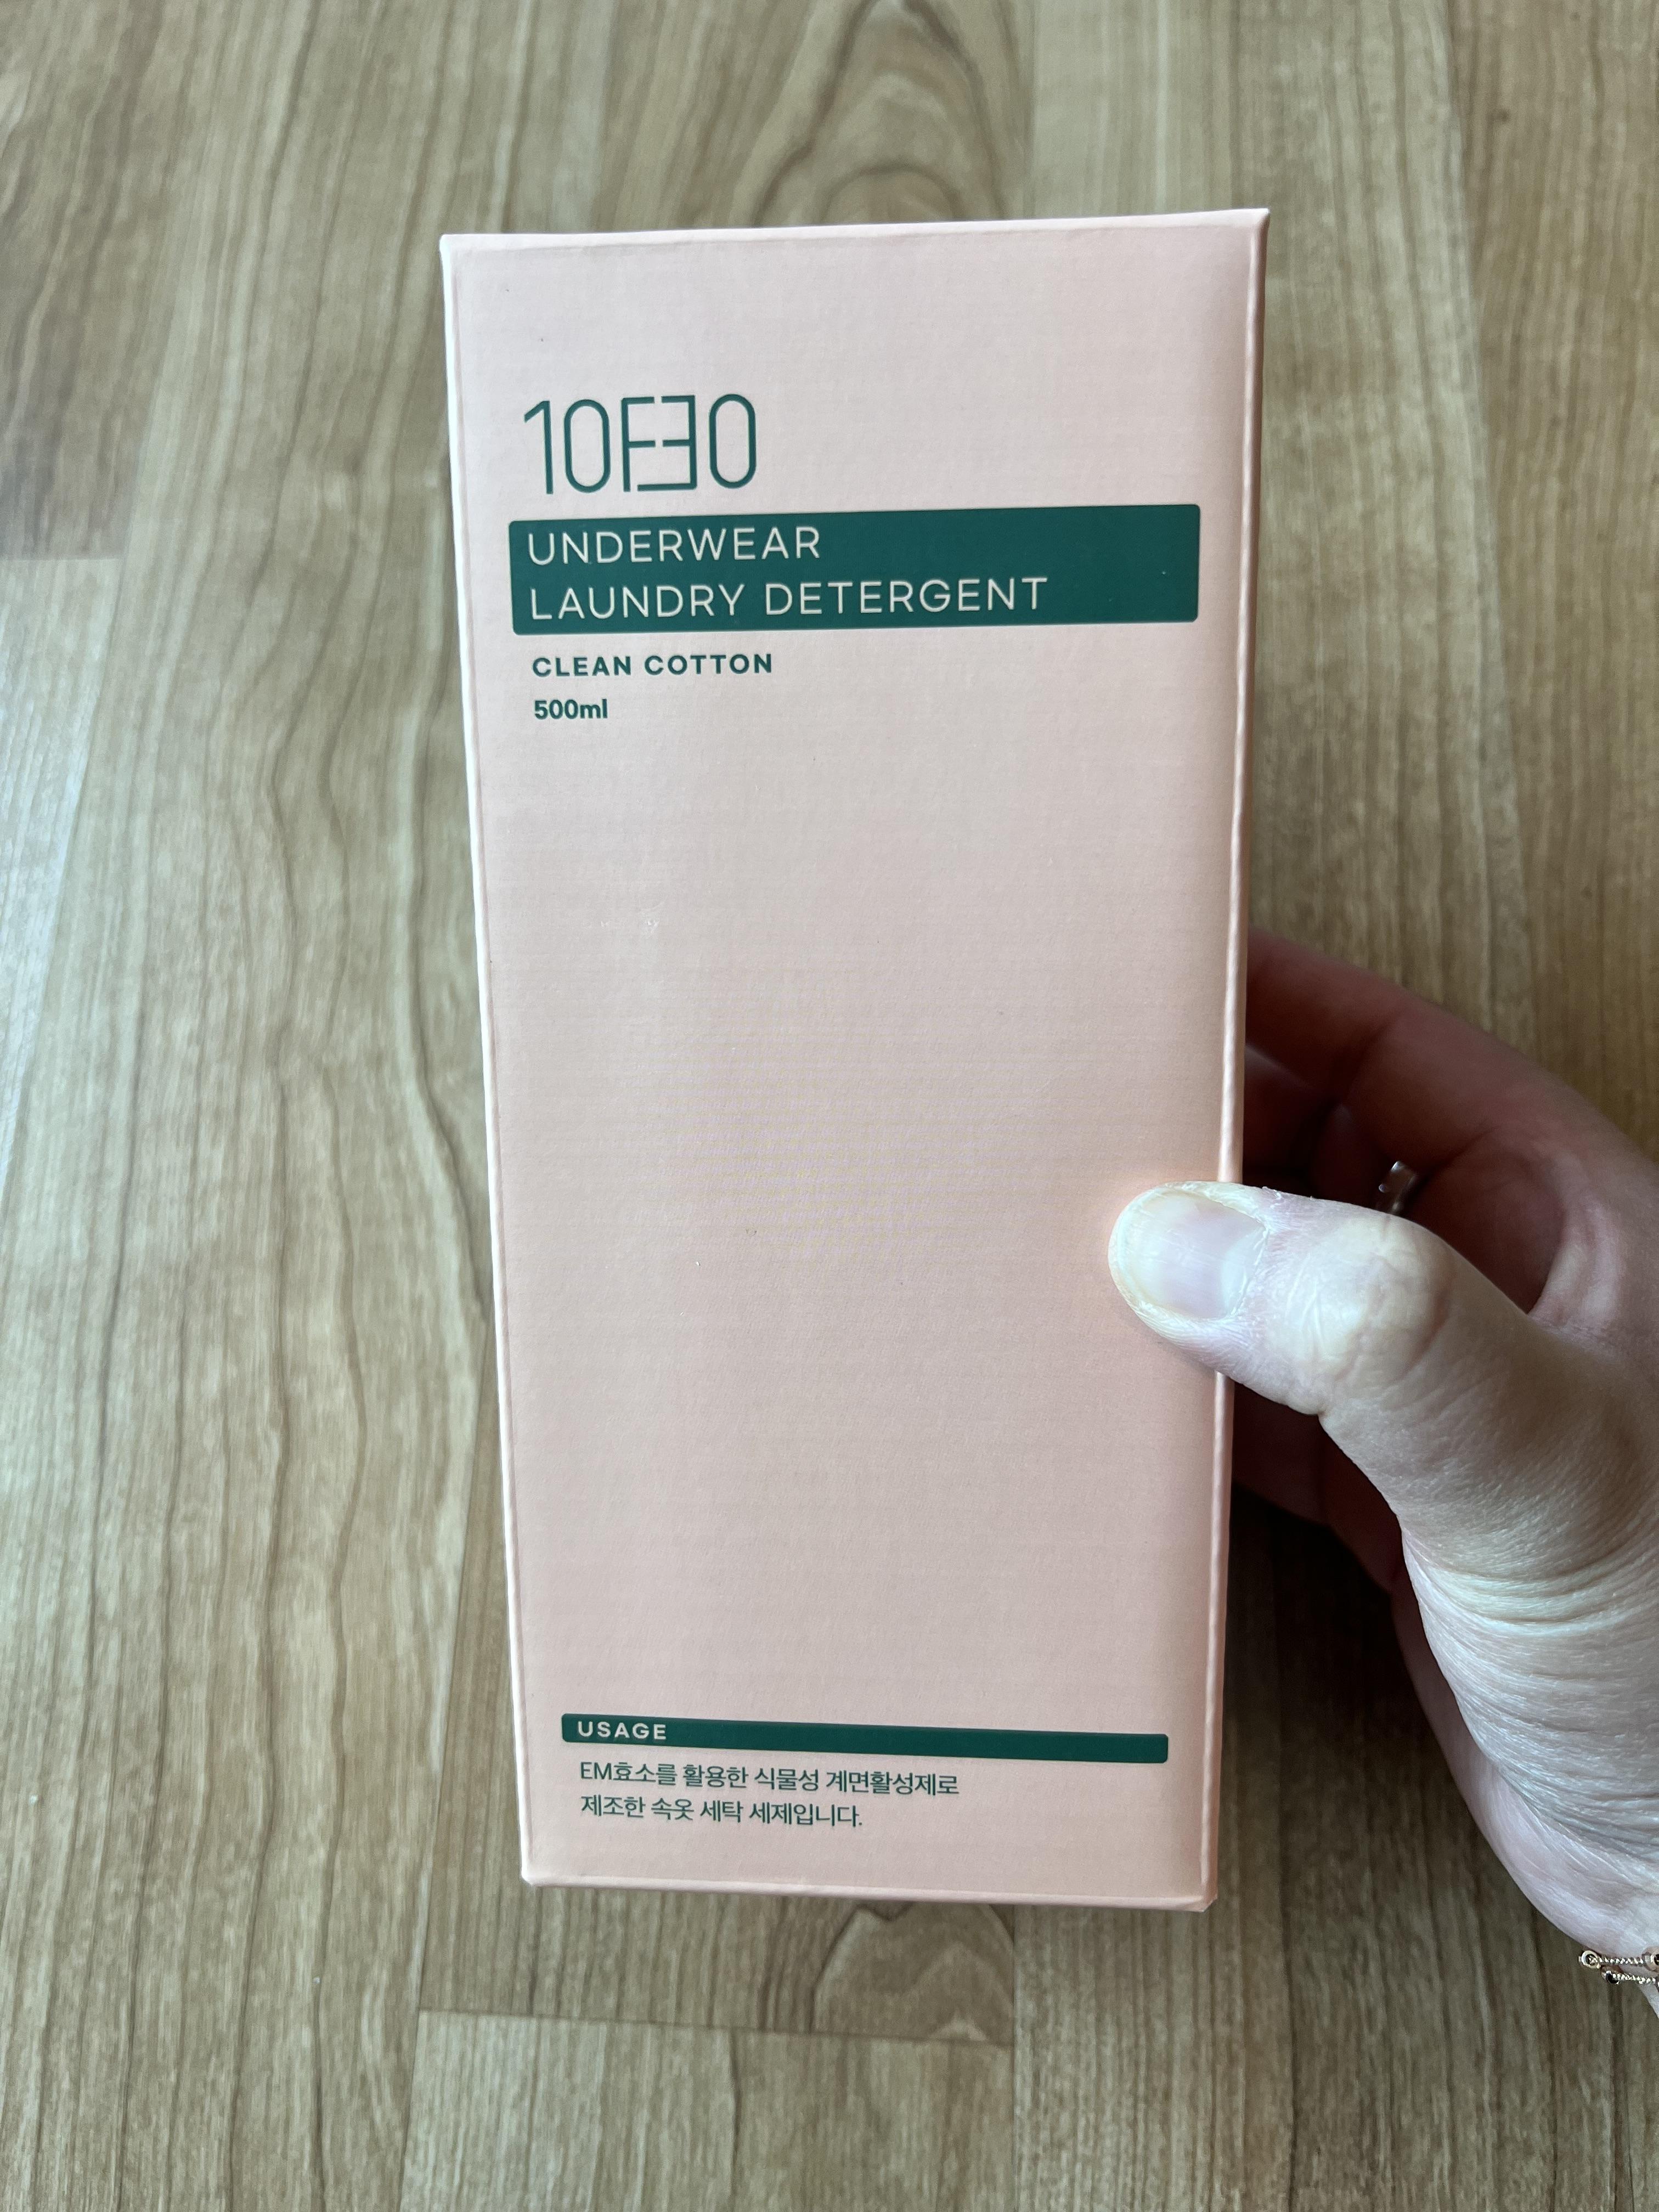 UNDERWEAR
LAUNDRY DETERGENT
CLEAN COTTON
500ml
USAGE
EM효소를 활용한 식물성 계면활성제로
제조한 속옷 세탁 세제입니다.